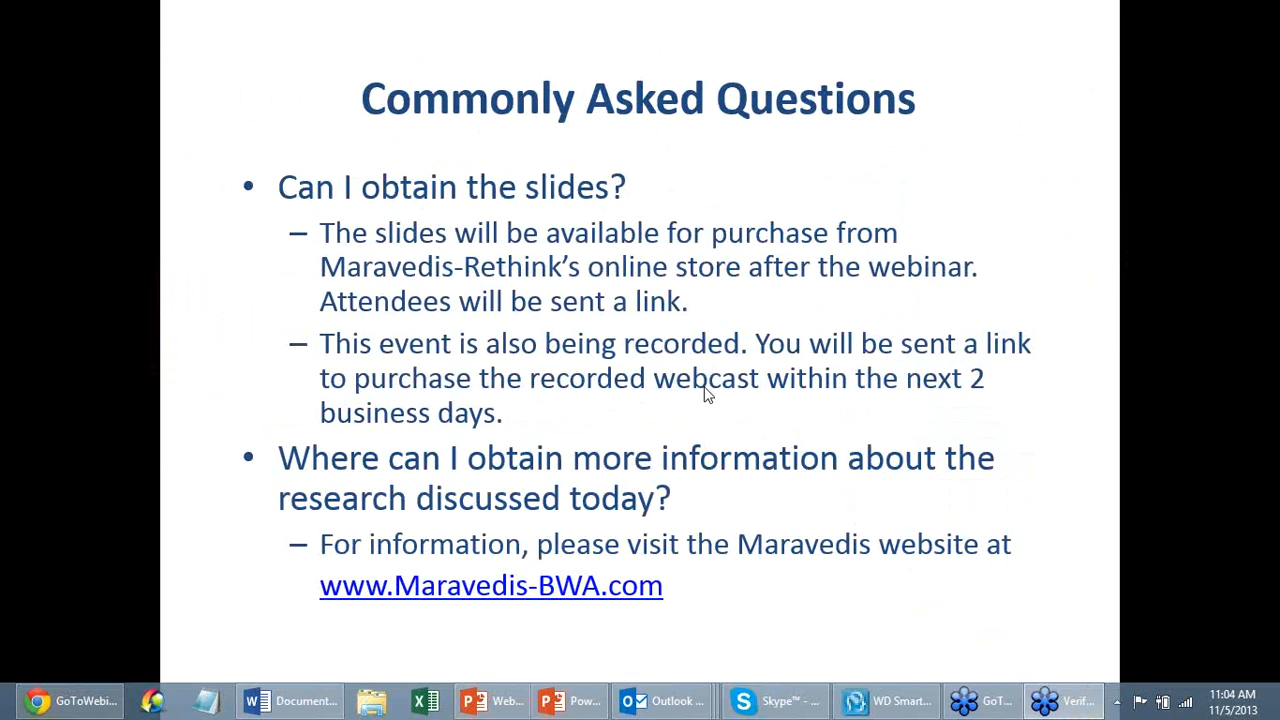 Commonly Asked Questions
• Can I obtain the slides?
– The slides will be available for purchase from
Maravedis-Rethink's online store after the webinar.
Attendees will be sent a link.
– This event is also being recorded. You will be sent a link
to purchase the recorded webcast within the next 2
business days.
• Where can I obtain more information about the
research discussed today?
– For information, please visit the Maravedis website at
www.Maravedis-BWA.com
GoToWebi... Document... Web... Pow... Outlook ... Skype™ - ... WD Smart... GoT... Verif...
11:04 AM
11/5/2013